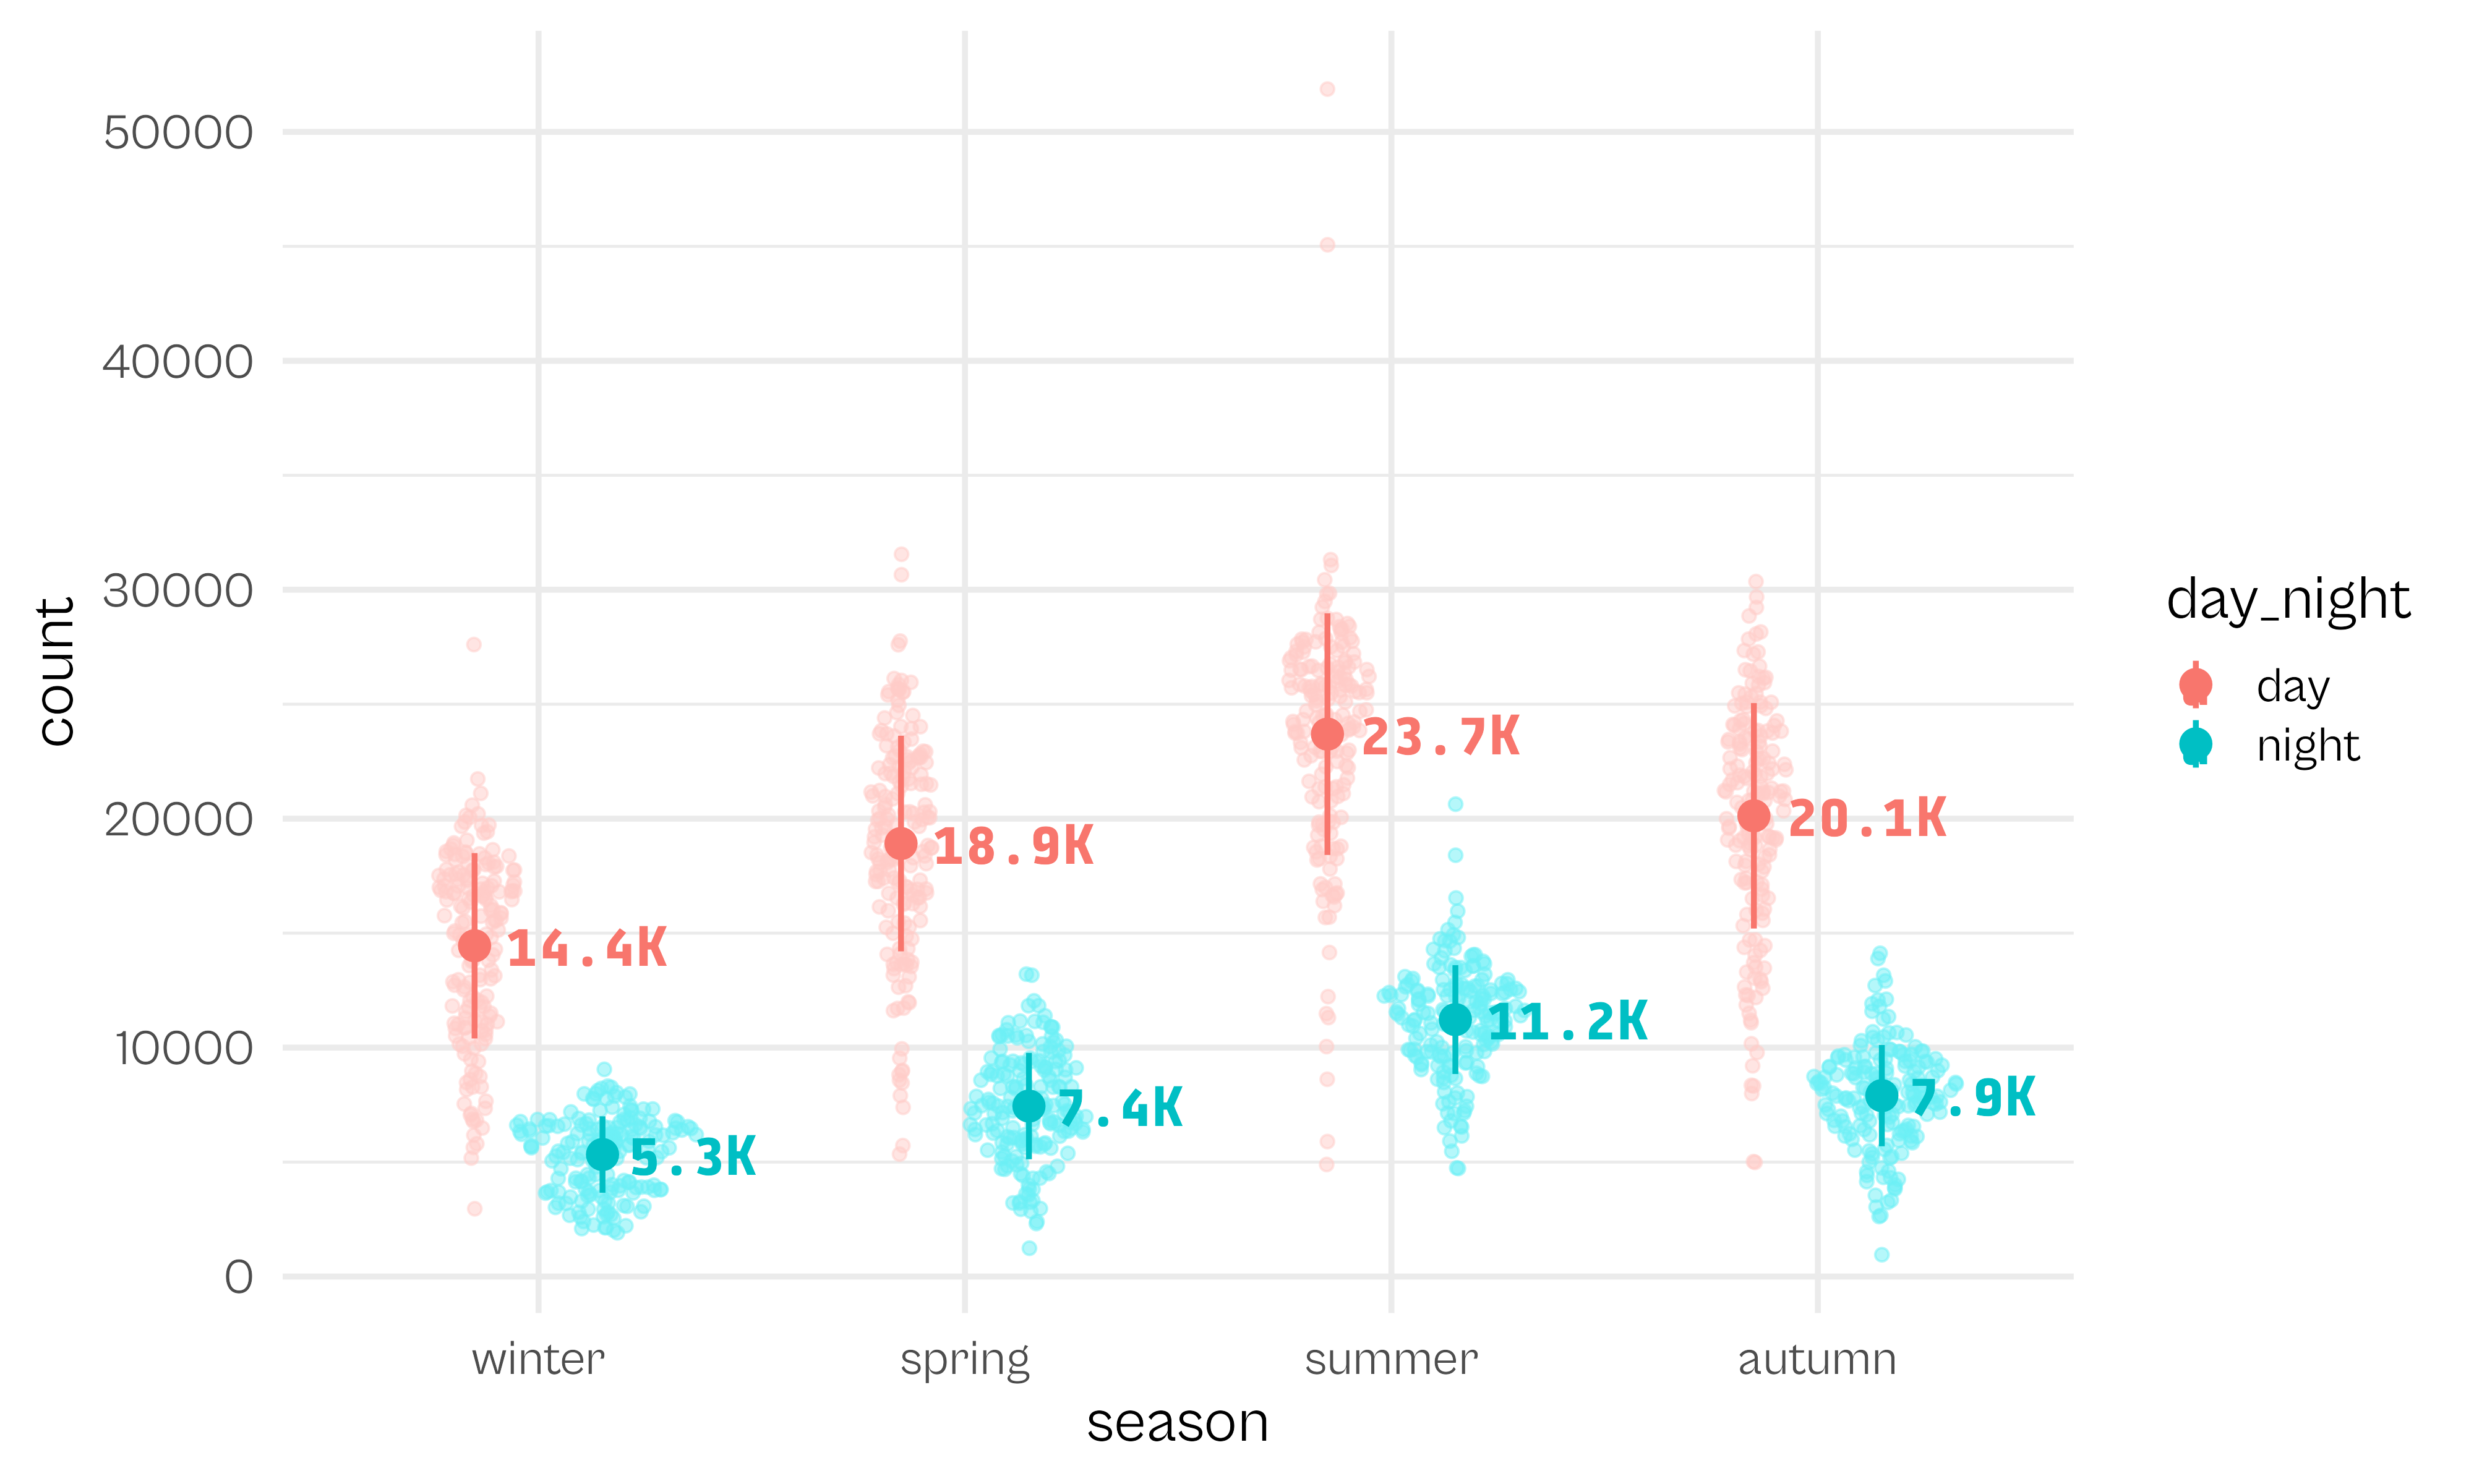 50000
40000
30000
20000
10000
0
count
14.4K
5.3K
18.9K
7.4K
23.7K
11.2K
20.1K
7.9K
winter
spring
summer
autumn
season
day_night
day
night